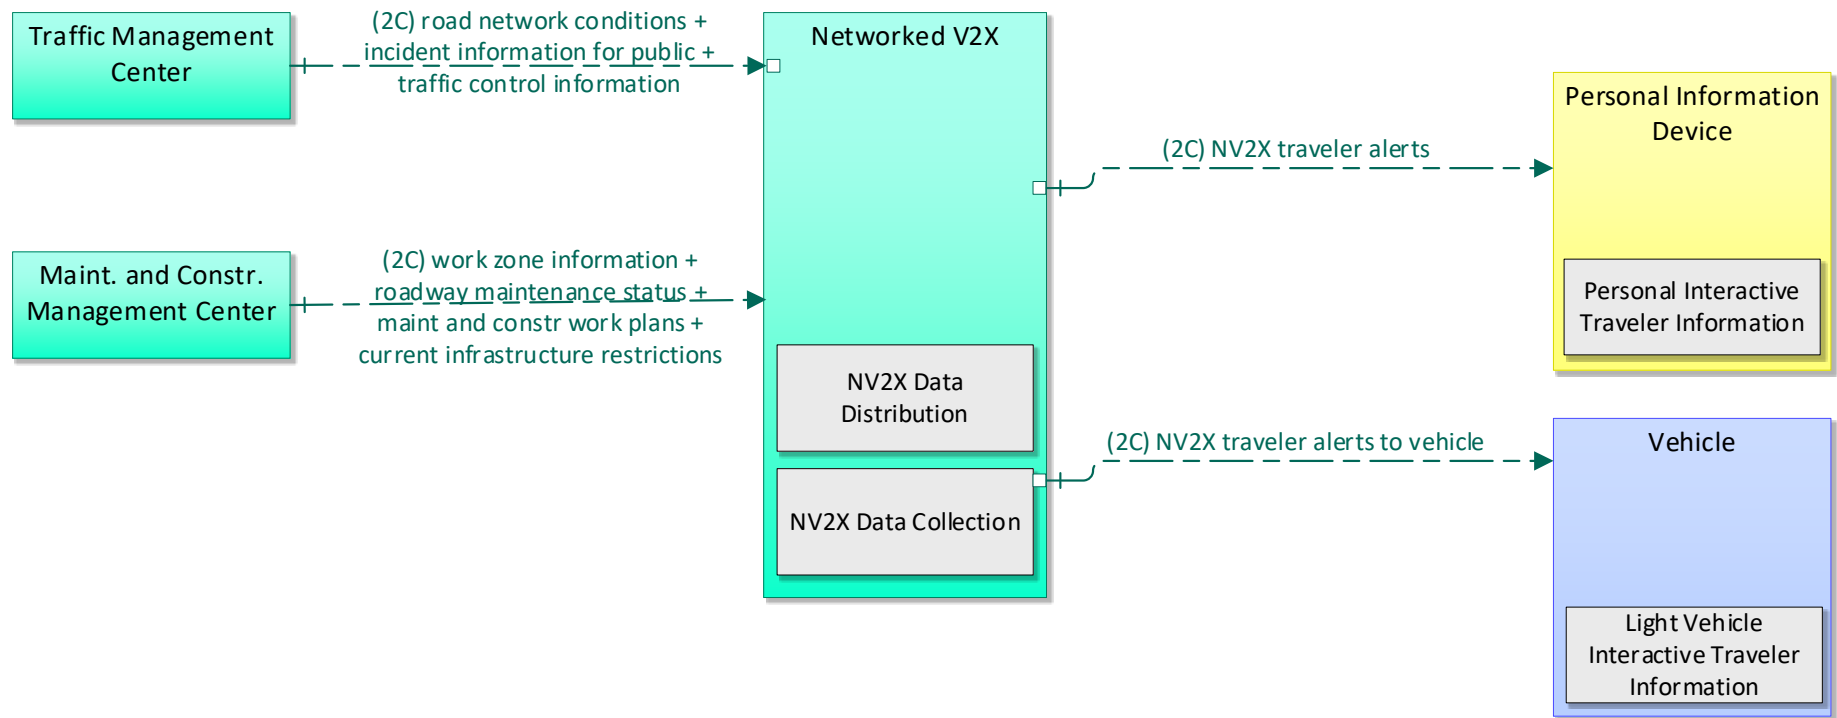 Traffic Management
Center
(2C) road network conditions +
incident information for public +
traffic control information
Networked V2X
Personal Information
Device
(2C) NV2X traveler alerts
Maint. and Constr.
Management Center
(2C) work zone information +
roadway maintenance status +
maint and constr work plans +
current infrastructure restrictions
Personal Interactive
Traveler Information
NV2X Data
Distribution
(2C) NV2X traveler alerts to vehicle
Vehicle
NV2X Data Collection
Light Vehicle
Interactive Traveler
Information